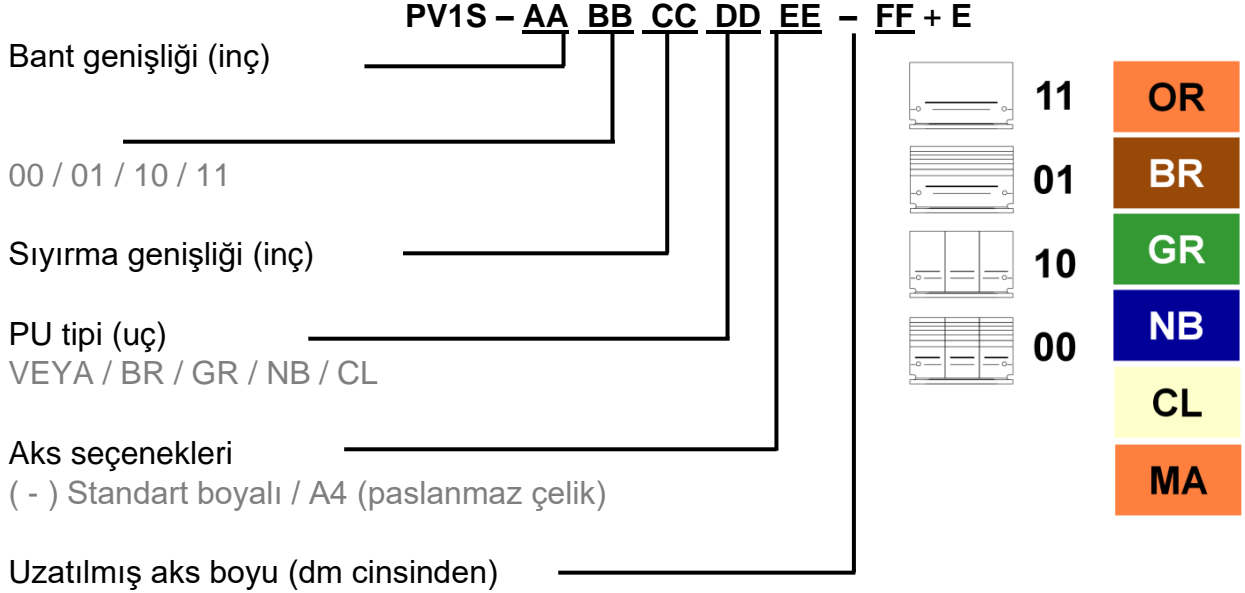 PV1S – AA BB CC DD EE – FF + E
Bant genişliği (inç)
00 / 01 / 10 / 11
Sıyırma genişliği (inç)
PU tipi (uç)
VEYA / BR / GR / NB / CL
Aks seçenekleri
( - ) Standart boyalı / A4 (paslanmaz çelik)
Uzatılmış aks boyu (dm cinsinden)
11
01
10
00
OR
BR
GR
NB
CL
MA